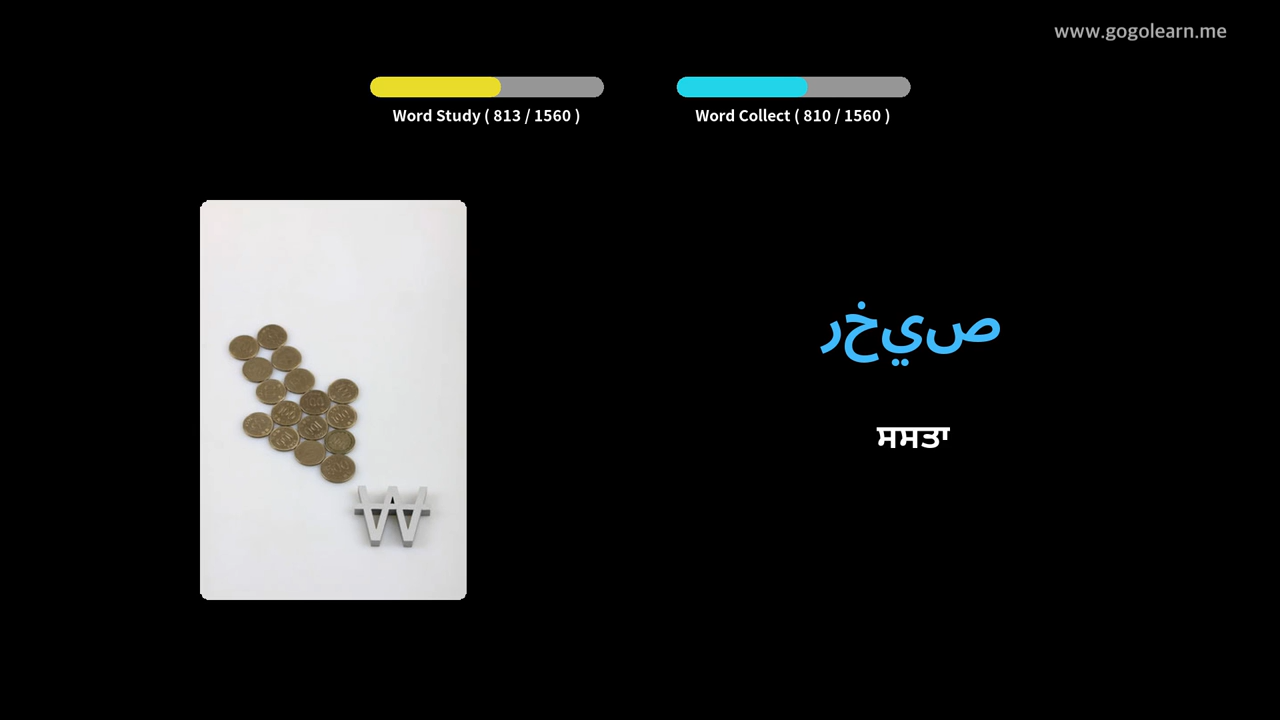 www.gogolearn.me
Word Study ( 813 / 1560 )
Word Collect ( 810 / 1560 )
رخيص
ਸਸਤਾ
₩